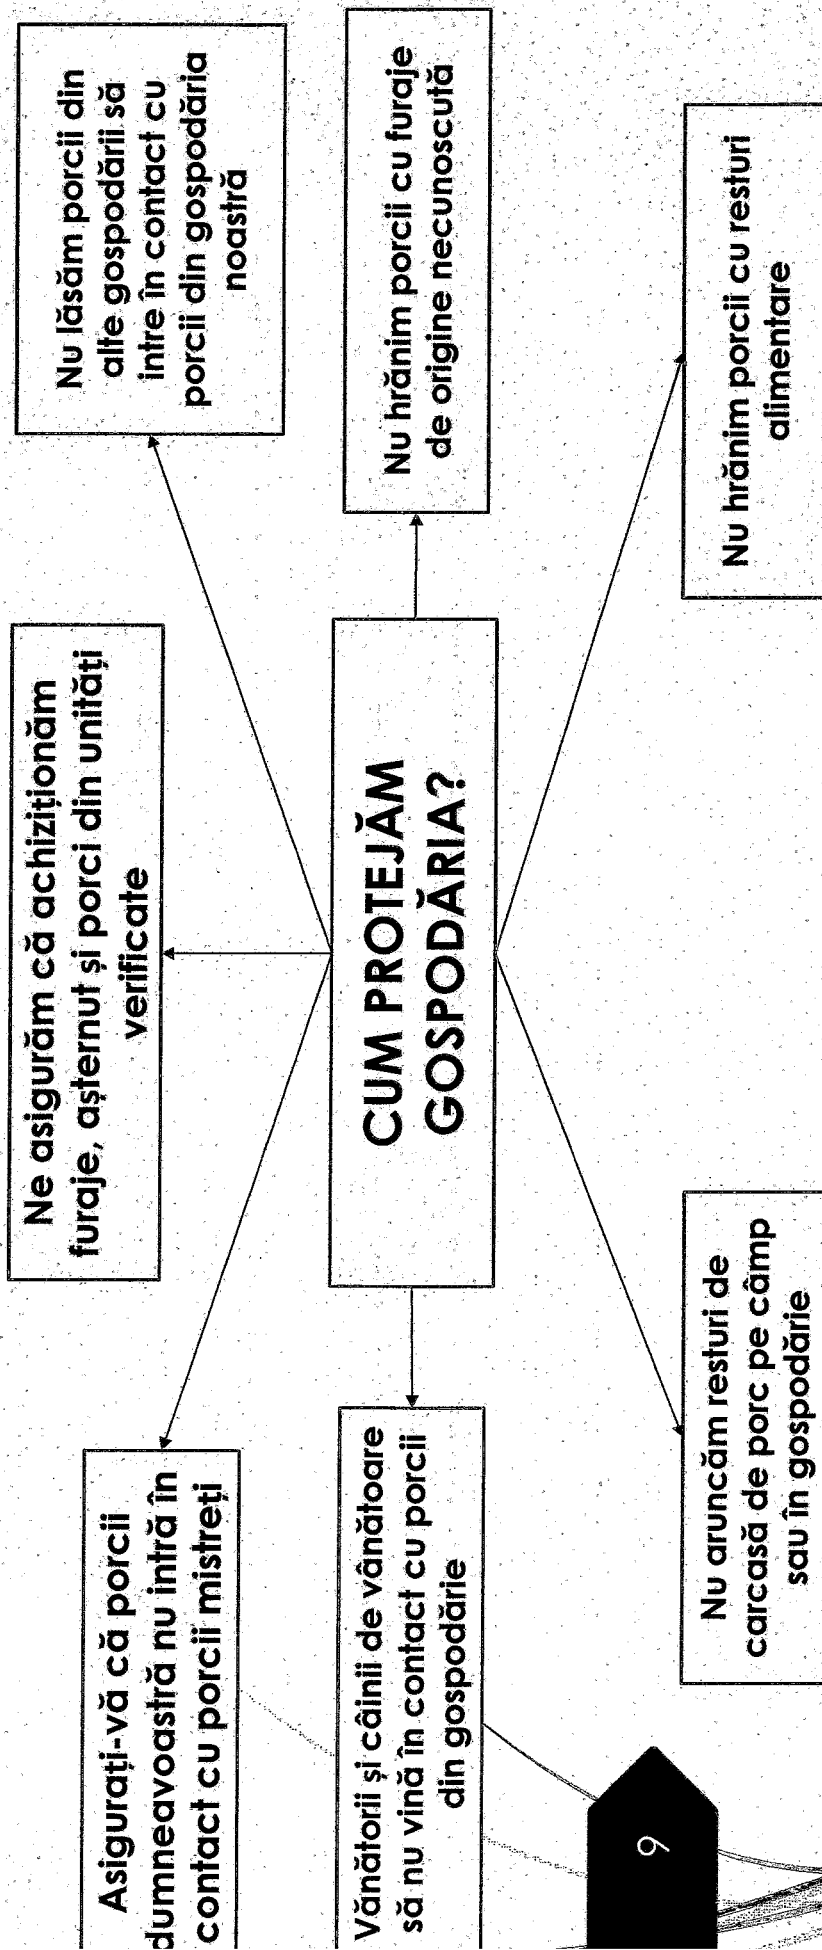 Asigurați-vă că porcii
dumneavoastră nu intră în
contact cu porcii mistreți
Ne asigurăm că achiziționăm
furaje, așternut și porci din unități
verificate
Nu lăsăm porcii din
alte gospodării să
intre în contact cu
porcii din gospodăria
noastră
Vânătorii și câinii de vânătoare
să nu vină în contact cu porcii
din gospodărie
CUM PROTEJĂM
GOSPODĂRIA?
Nu hrănim porcii cu furaje
de origine necunoscută
Nu aruncăm resturi de
carcasă de porc pe câmp
sau în gospodărie
Nu hrănim porcii cu resturi
alimentare
9